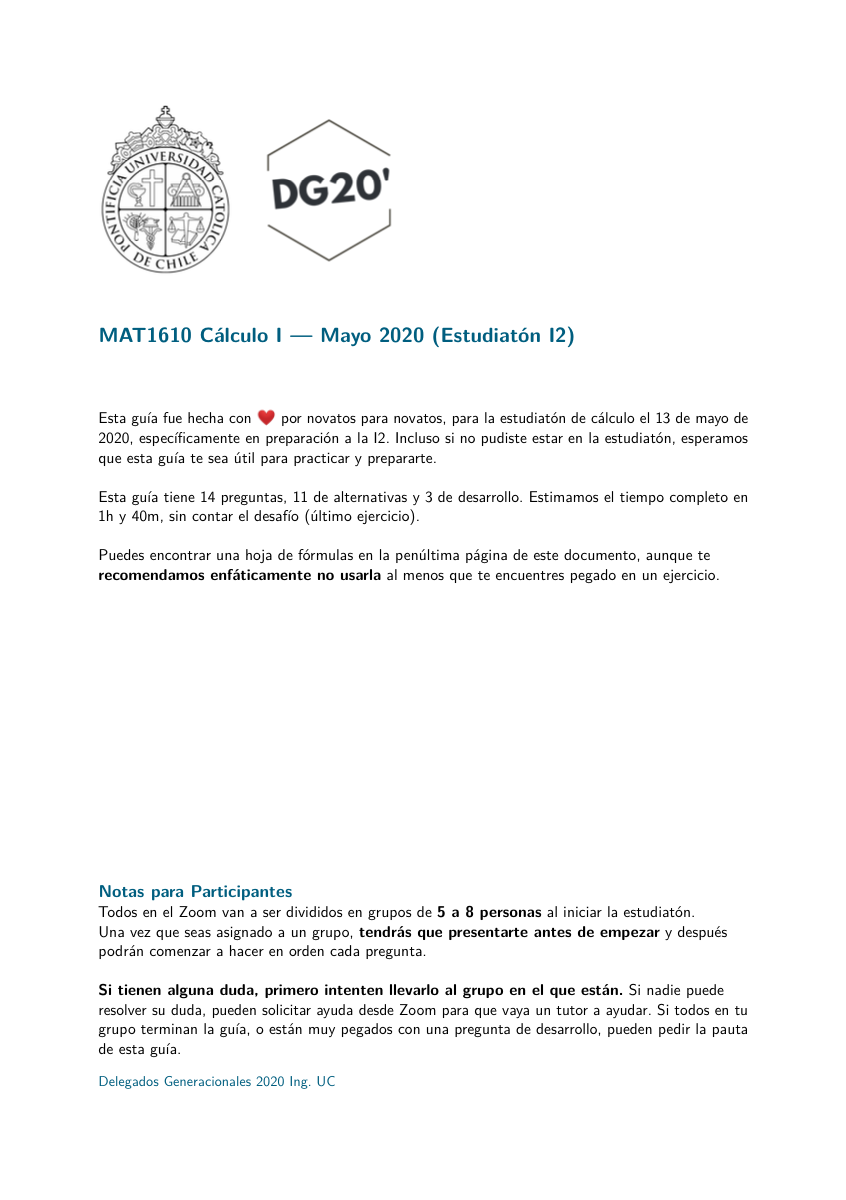 PONTIFICIA UNIVERSIDAD CATOLICA DE CHILE
DG20'
MAT1610 Cálculo I — Mayo 2020 (Estudiatón I2)
Esta guía fue hecha con ❤️ por novatos para novatos, para la estudiatón de cálculo el 13 de mayo de
2020, específicamente en preparación a la I2. Incluso si no pudiste estar en la estudiatón, esperamos
que esta guía te sea útil para practicar y prepararte.
Esta guía tiene 14 preguntas, 11 de alternativas y 3 de desarrollo. Estimamos el tiempo completo en
1h y 40m, sin contar el desafío (último ejercicio).
Puedes encontrar una hoja de fórmulas en la penúltima página de este documento, aunque te
recomendamos enfáticamente no usarla al menos que te encuentres pegado en un ejercicio.
Notas para Participantes
Todos en el Zoom van a ser divididos en grupos de 5 a 8 personas al iniciar la estudiatón.
Una vez que seas asignado a un grupo, tendrás que presentarte antes de empezar y después
podrán comenzar a hacer en orden cada pregunta.
Si tienen alguna duda, primero intenten llevarlo al grupo en el que están. Si nadie puede
resolver su duda, pueden solicitar ayuda desde Zoom para que vaya un tutor a ayudar. Si todos en tu
grupo terminan la guía, o están muy pegados con una pregunta de desarrollo, pueden pedir la pauta
de esta guía.
Delegados Generacionales 2020 Ing. UC